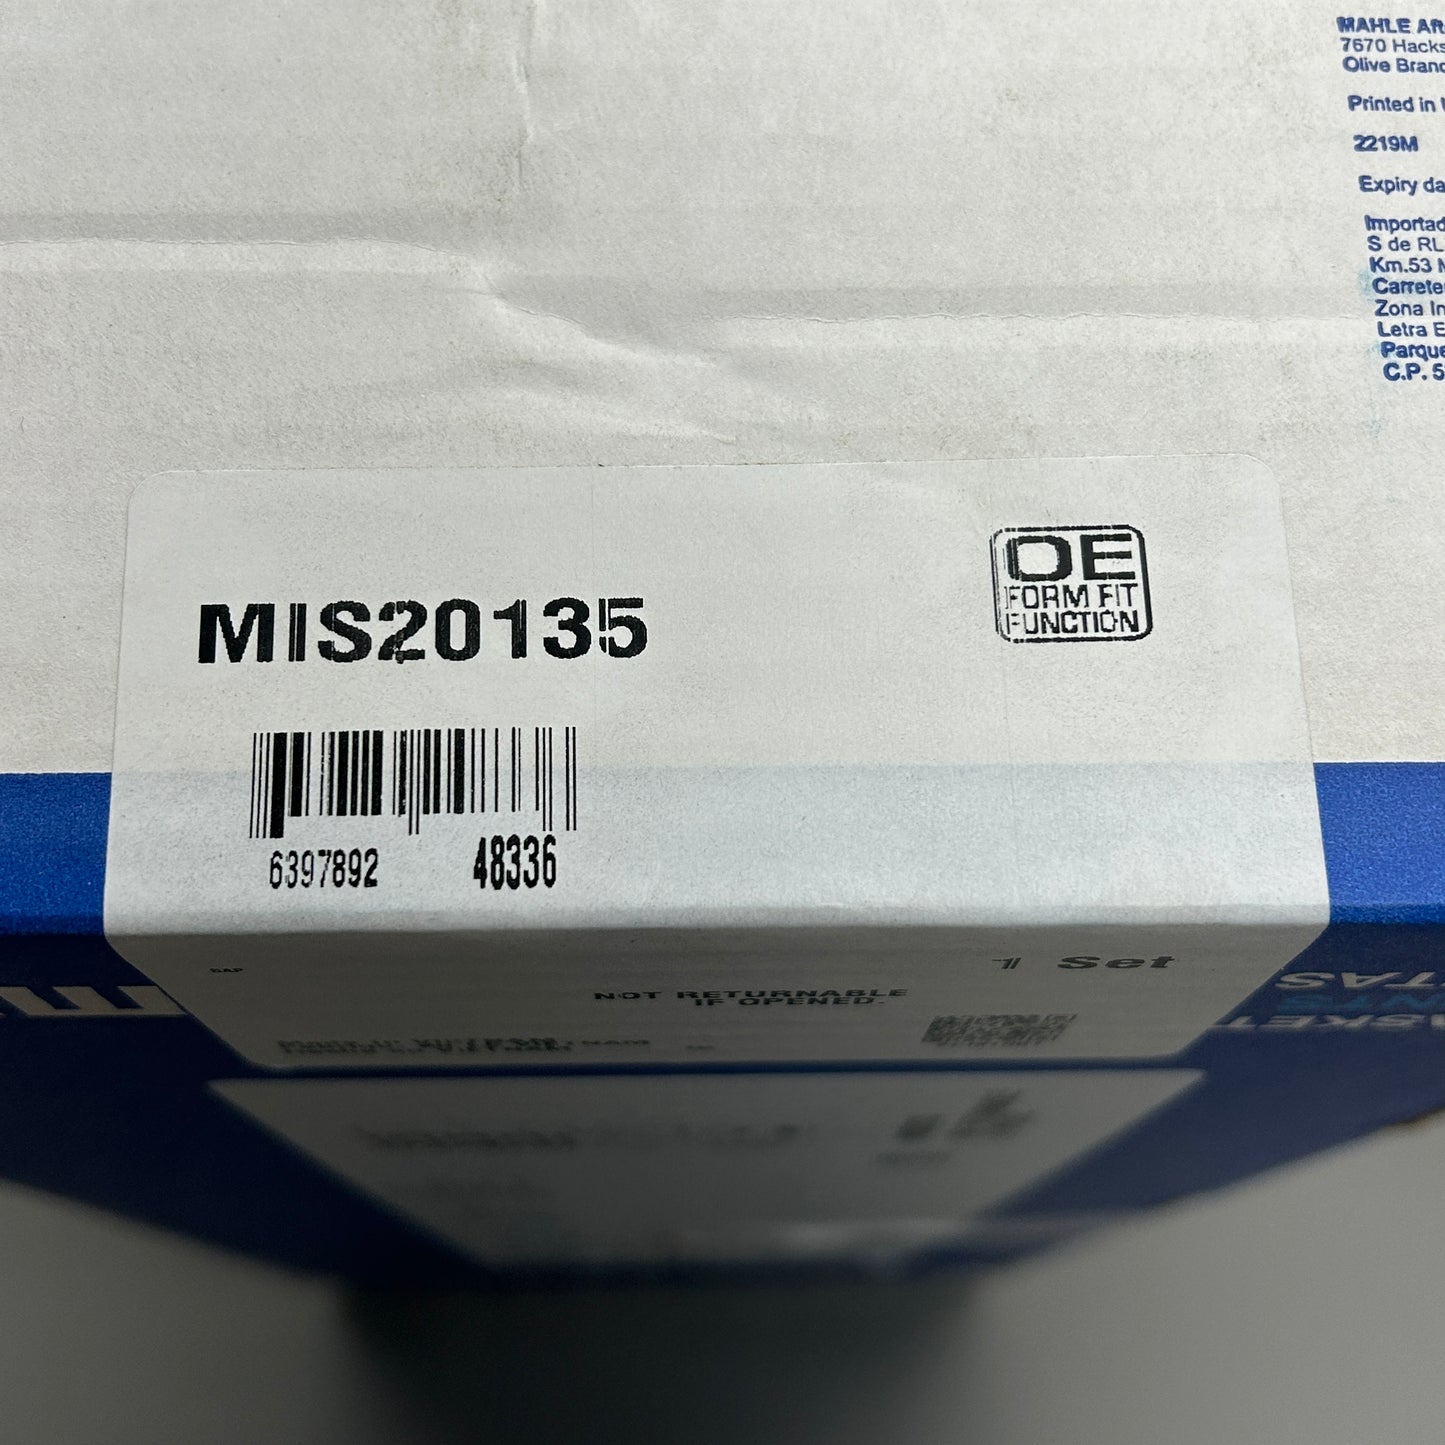 MAHLE Af
7670 Hacks
Olive Branc
Printed in
2219M
Expiry da
Importad
S de RL
Km.53
Carrete
Zona In
Letra E
Parque
C.P. 5
OE
FORM FIT
FUNCTION
MIS20135
6397892 48336
1 Set
NOT RETURNABLE
IF OPENED.